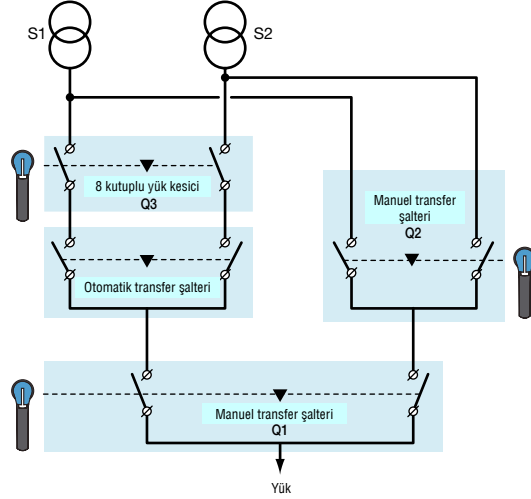 S1
S2
8 kutuplu yük kesici
Q3
Manuel transfer
şalteri
Q2
Otomatik transfer şalteri
Manuel transfer şalteri
Q1
Yük